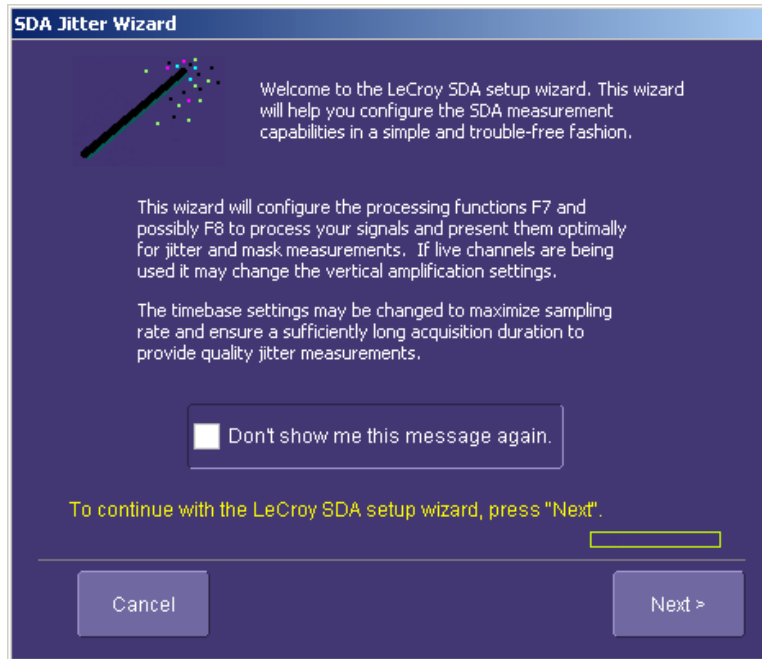 SDA Jitter Wizard
Welcome to the LeCroy SDA setup wizard. This wizard
will help you configure the SDA measurement
capabilities in a simple and trouble-free fashion.
This wizard will configure the processing functions F7 and
possibly F8 to process your signals and present them optimally
for jitter and mask measurements.  If live channels are being
used it may change the vertical amplification settings.
The timebase settings may be changed to maximize sampling
rate and ensure a sufficiently long acquisition duration to
provide quality jitter measurements.
Don't show me this message again.
To continue with the LeCroy SDA setup wizard, press "Next".
Cancel
Next >